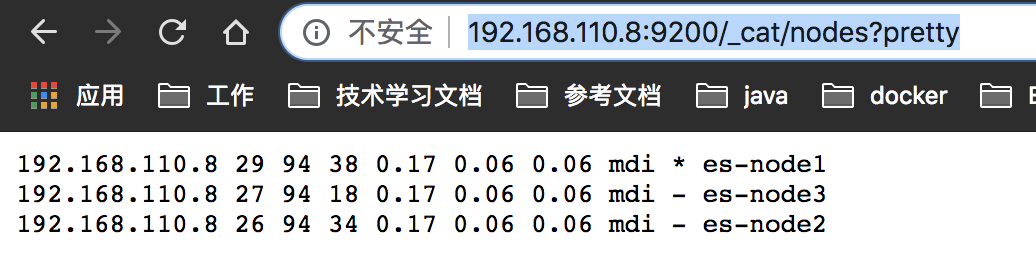 不安全 192.168.110.8:9200/_cat/nodes?pretty
应用 工作 技术学习文档 参考文档 java docker
192.168.110.8 29 94 38 0.17 0.06 0.06 mdi * es-node1
192.168.110.8 27 94 18 0.17 0.06 0.06 mdi - es-node3
192.168.110.8 26 94 34 0.17 0.06 0.06 mdi - es-node2